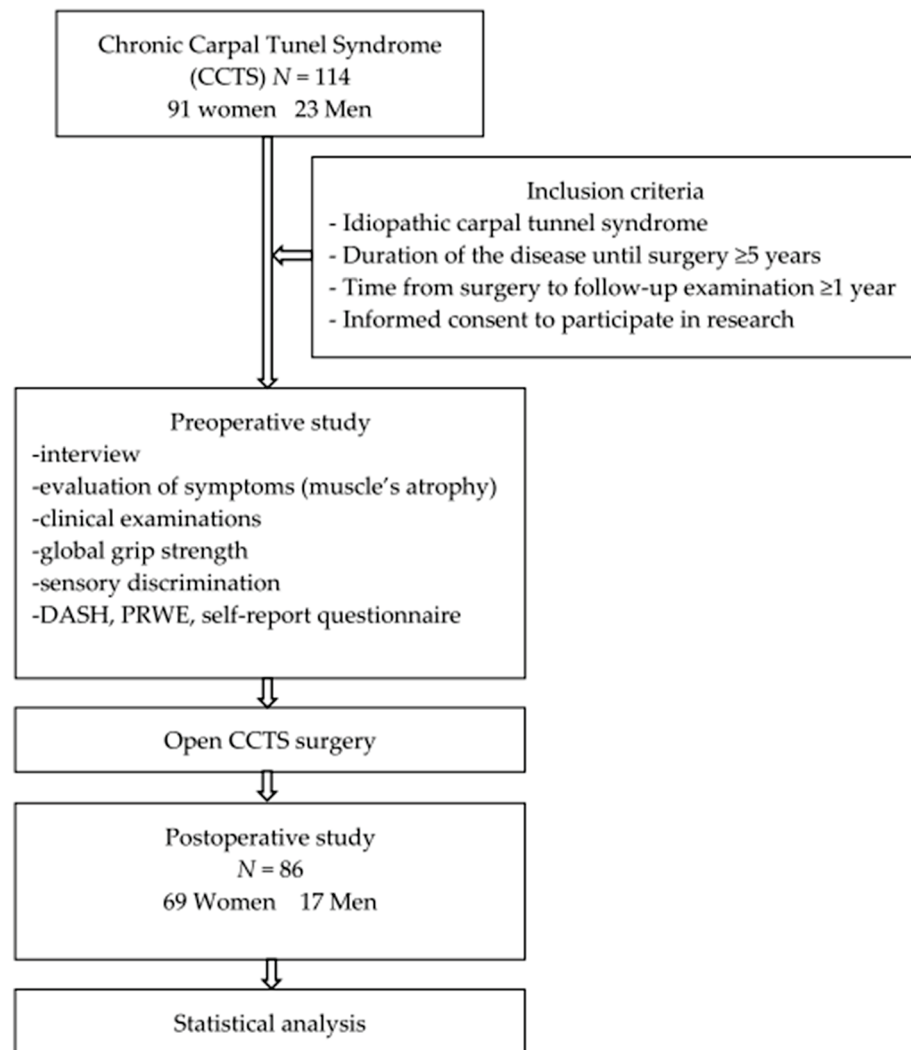 Chronic Carpal Tunel Syndrome
(CCTS) N = 114
91 women 23 Men
Inclusion criteria
- Idiopathic carpal tunnel syndrome
- Duration of the disease until surgery ≥5 years
- Time from surgery to follow-up examination ≥1 year
- Informed consent to participate in research
Preoperative study
-interview
-evaluation of symptoms (muscle's atrophy)
-clinical examinations
-global grip strength
-sensory discrimination
-DASH, PRWE, self-report questionnaire
Open CCTS surgery
Postoperative study
N = 86
69 Women 17 Men
Statistical analysis